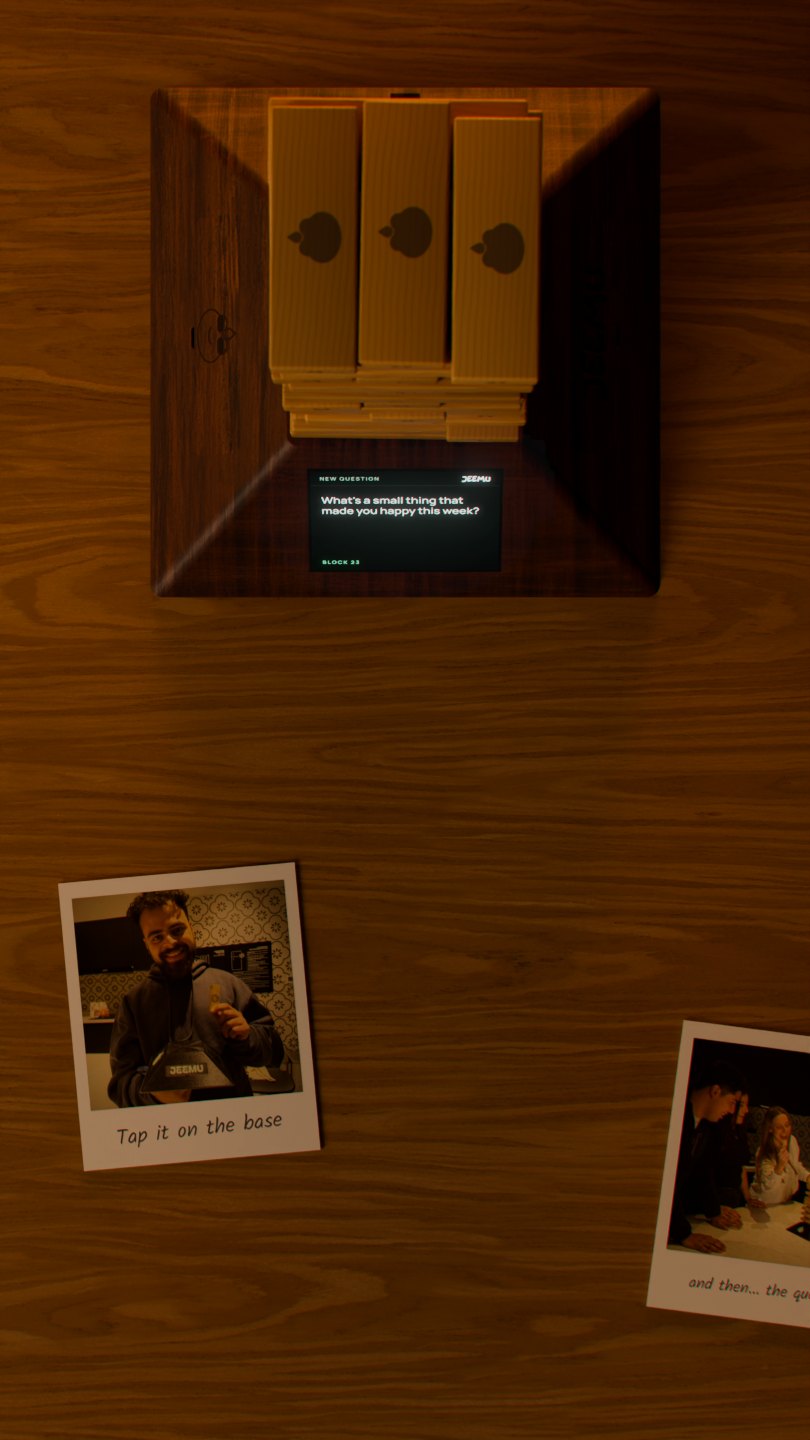 NEW QUESTION
JEEMU
What's a small thing that
made you happy this week?
BLOCK 23
JEEMU
Tap it on the base
and then... the qu